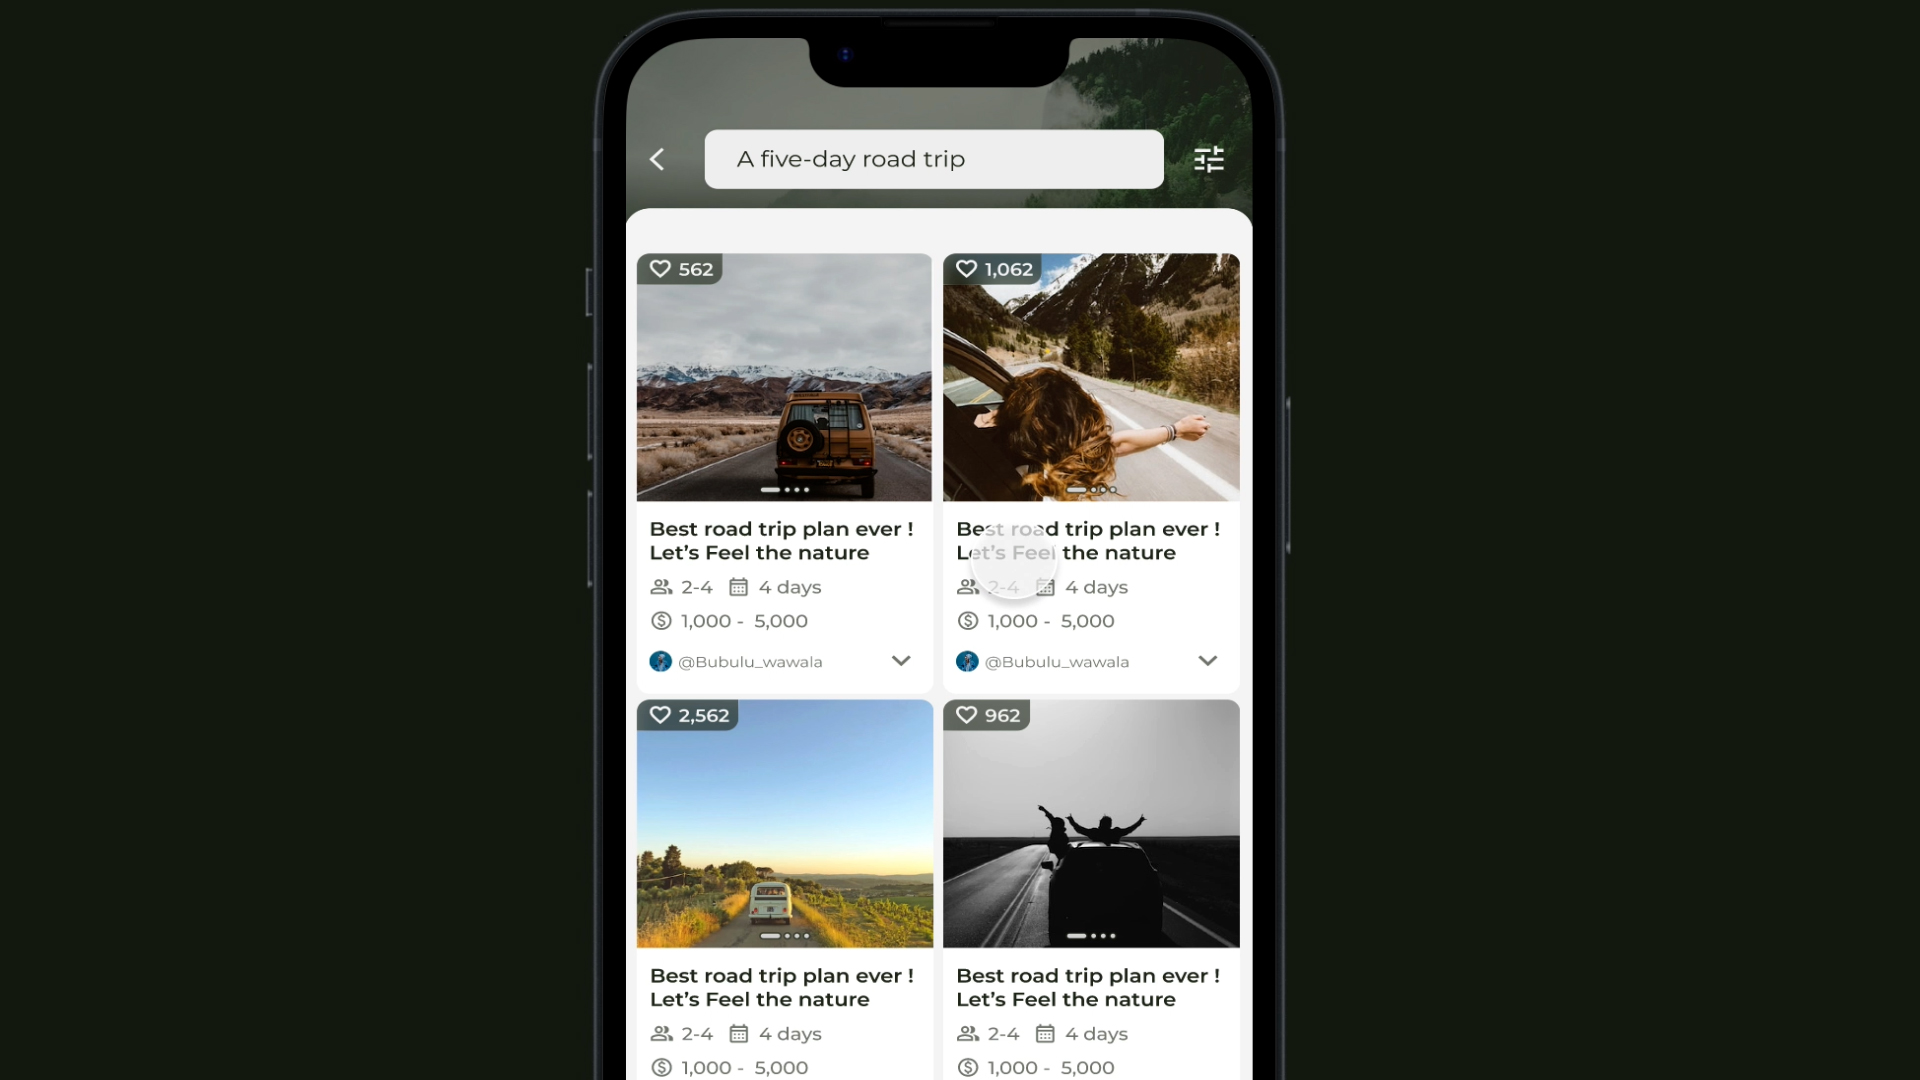 A five-day road trip
562
1,062
Best road trip plan ever !
Let's Feel the nature
2-4 4 days
1,000 - 5,000
@Bubulu_wawala
Best road trip plan ever !
Let's Feel the nature
2-4 4 days
1,000 - 5,000
@Bubulu_wawala
2,562
962
Best road trip plan ever !
Let's Feel the nature
2-4 4 days
1,000 - 5,000
Best road trip plan ever !
Let's Feel the nature
2-4 4 days
1,000 - 5,000